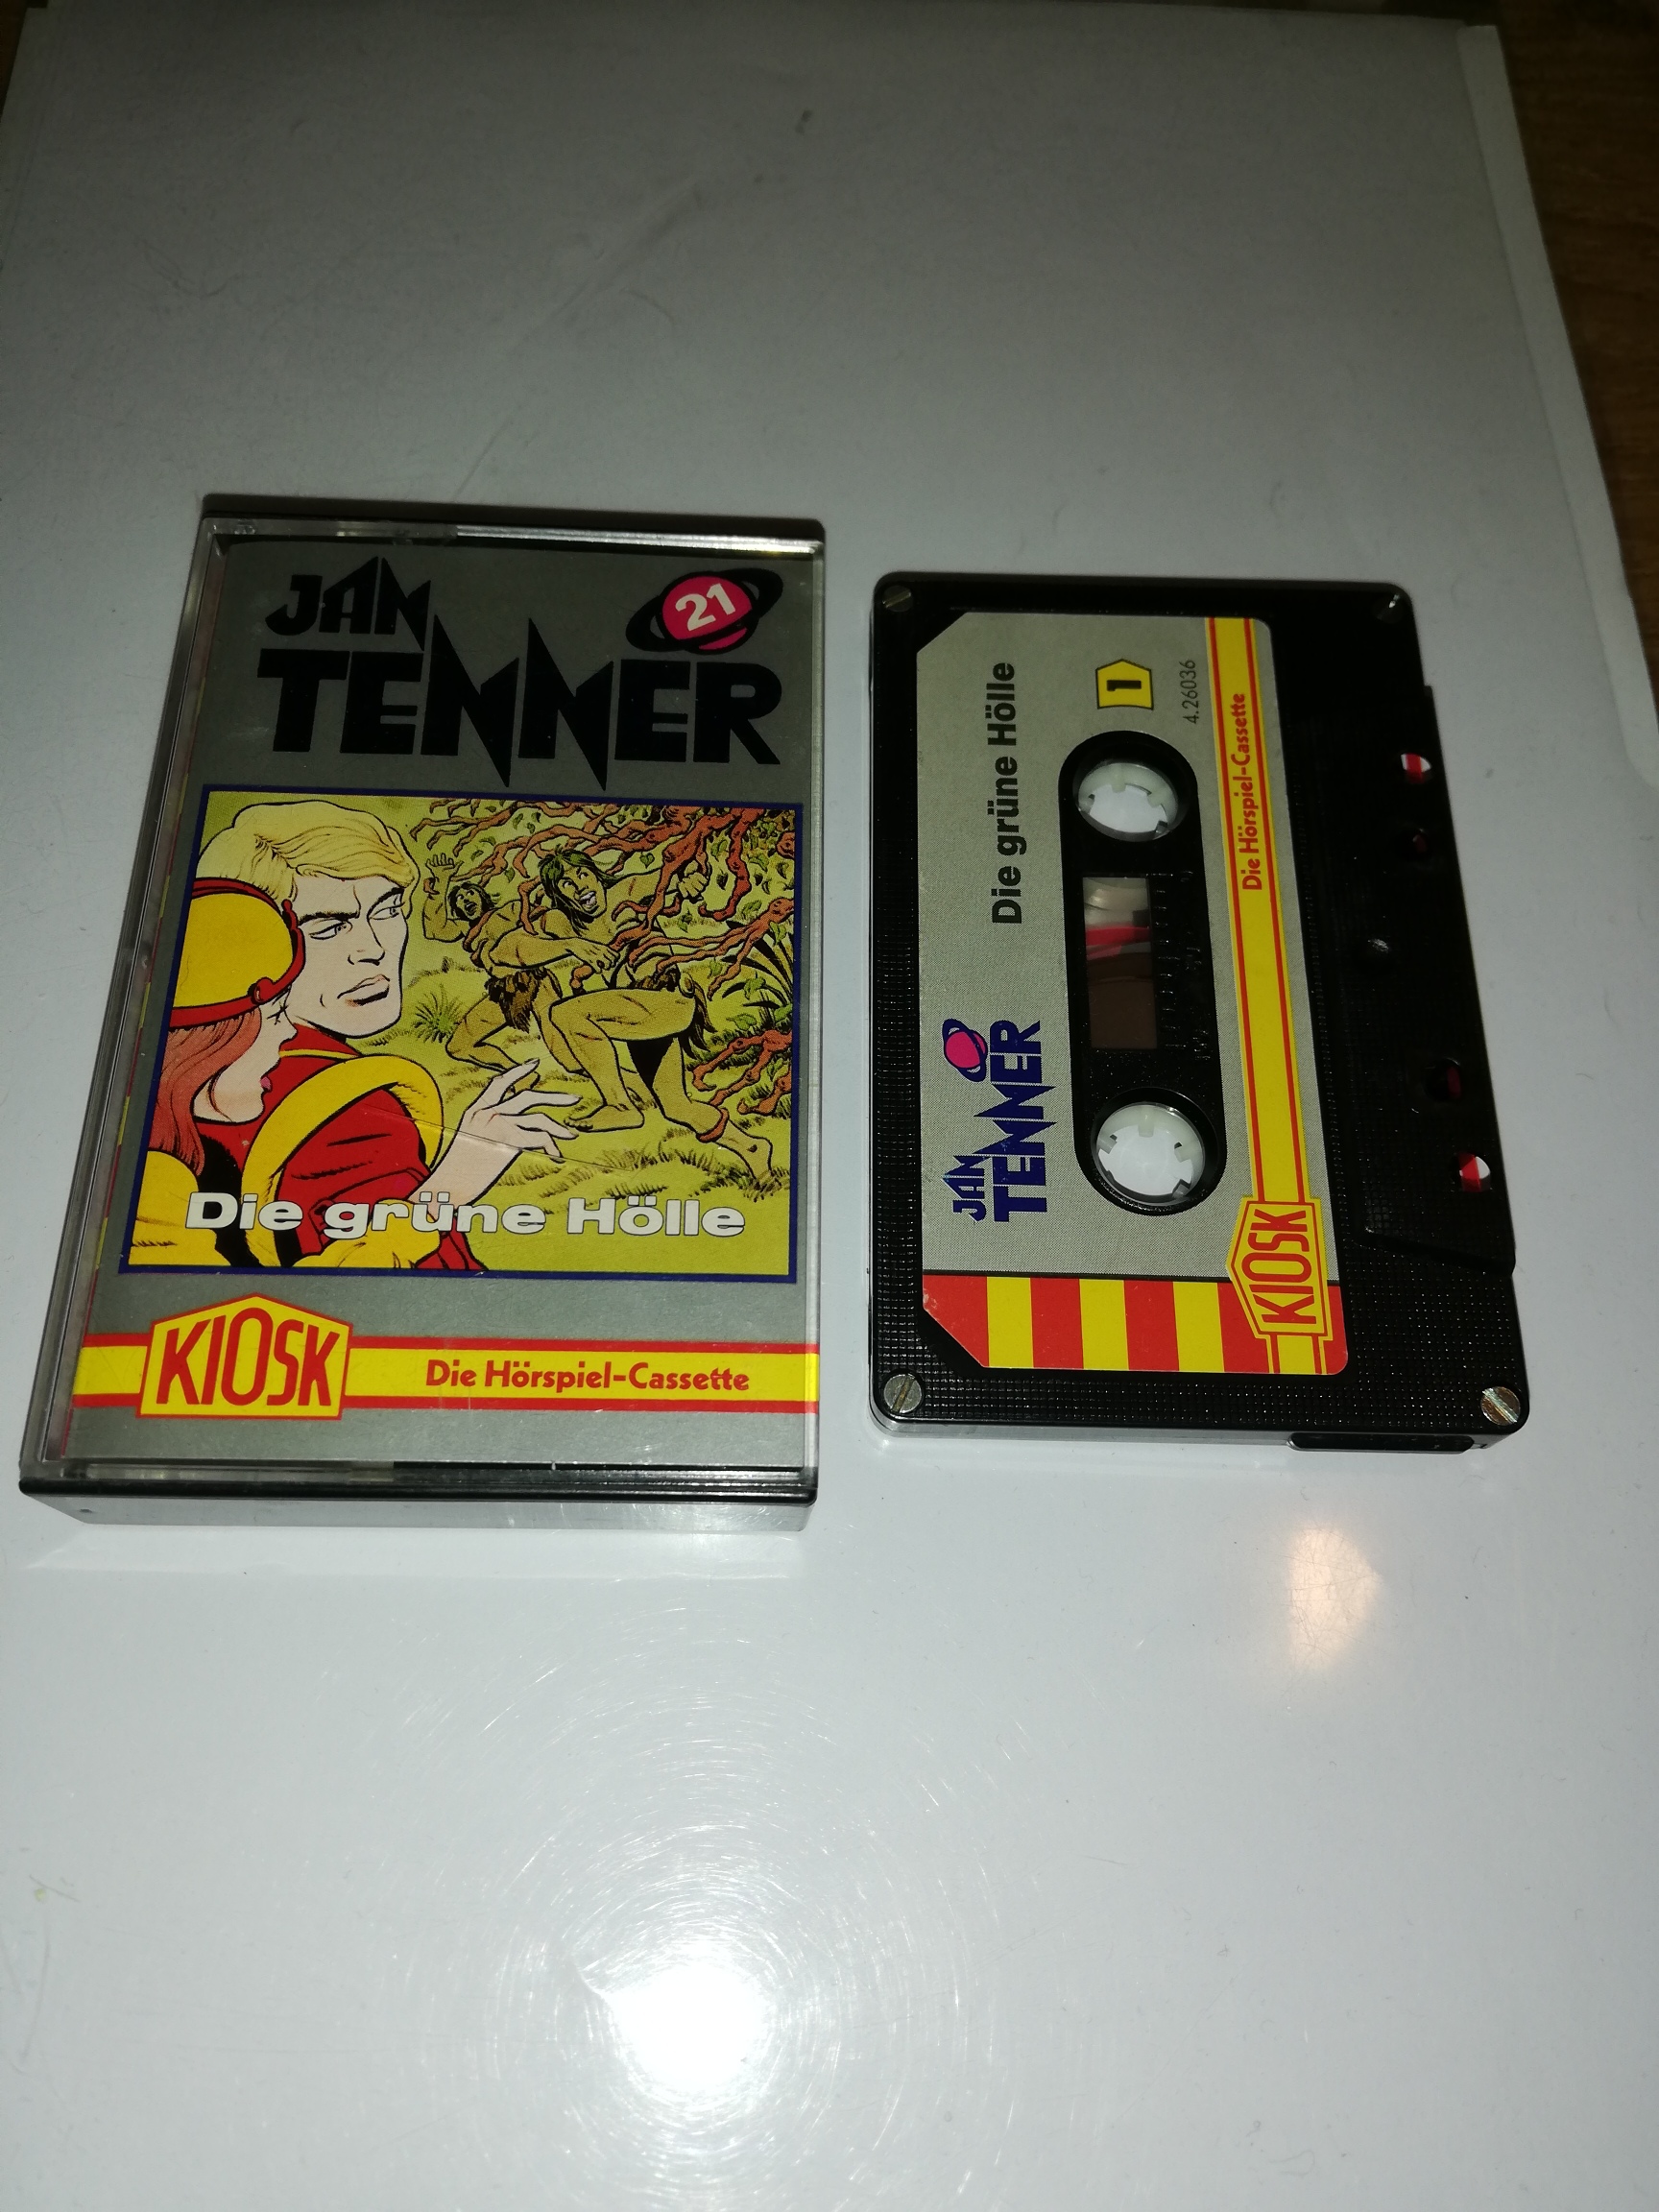 JAN
TENNER
21
Die grüne Hölle
KIOSK
Die Hörspiel-Cassette
JAN
TENNER
Die grüne Hölle
1
4.26036
KIOSK
Die Hörspiel-Cassette